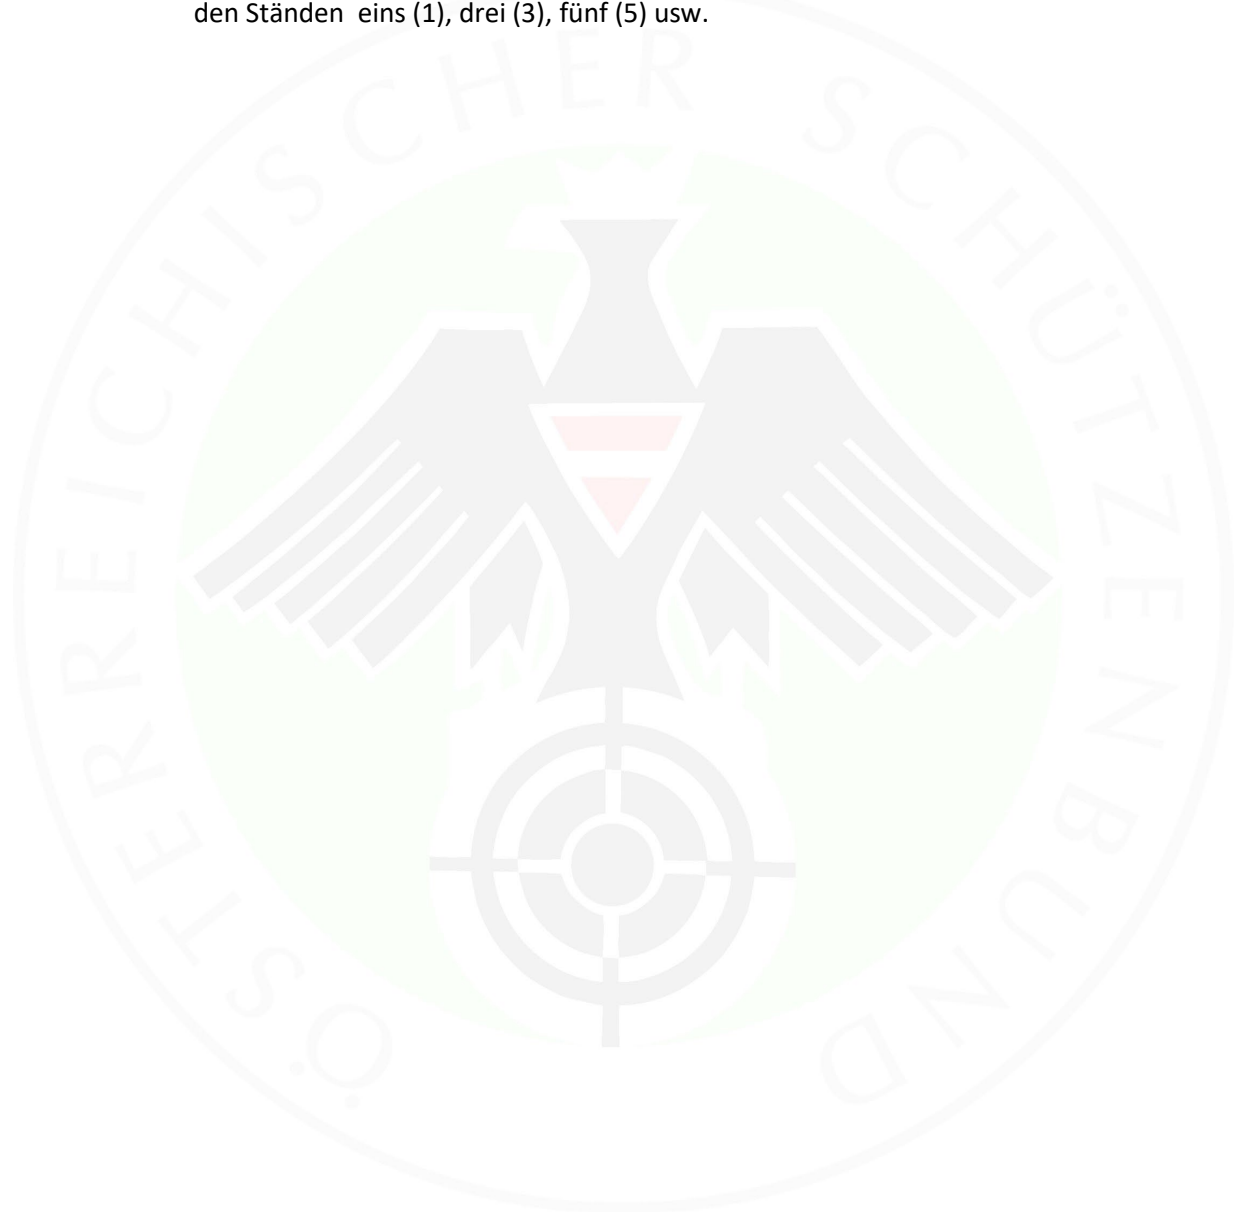 den Ständen  eins (1), drei (3), fünf (5) usw.
ÖSTERREICHISCHER SCHÜTZENBUND